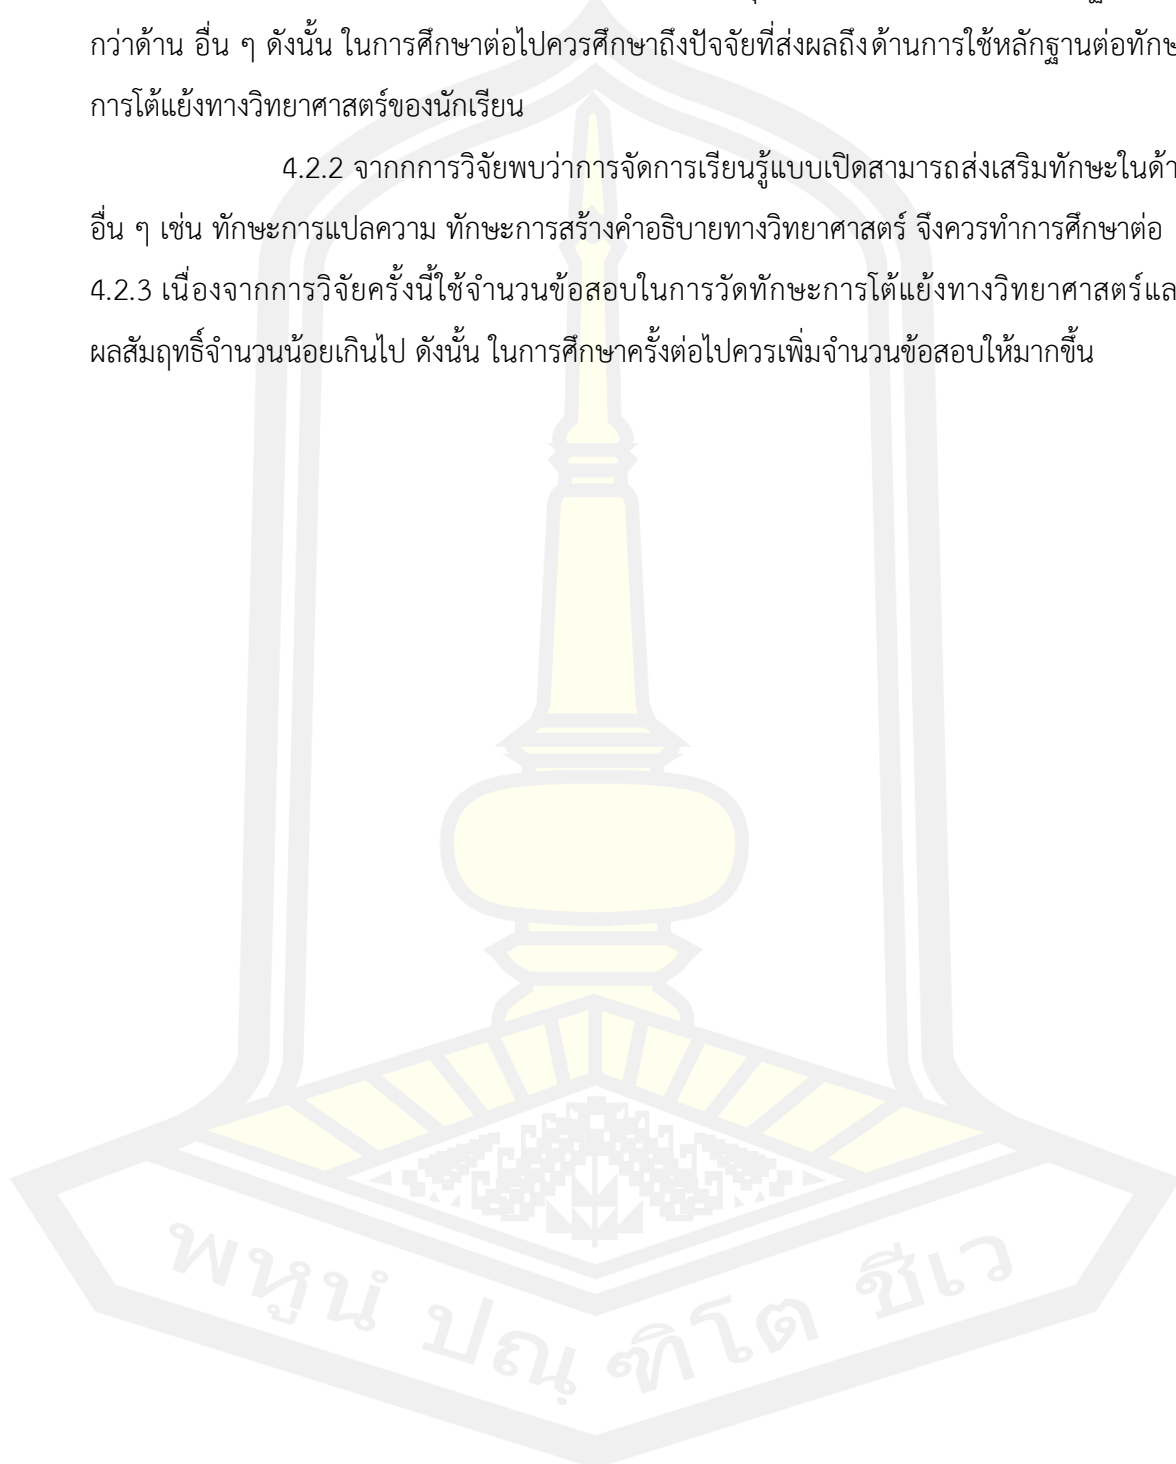 กว่าด้าน อื่น ๆ ดังนั้น ในการศึกษาต่อไปควรศึกษาถึงปัจจัยที่ส่งผลถึงด้านการใช้หลักฐานต่อทักษ
การโต้แย้งทางวิทยาศาสตร์ของนักเรียน
4.2.2 จากกการวิจัยพบว่าการจัดการเรียนรู้แบบเปิดสามารถส่งเสริมทักษะในด้า
อื่น ๆ เช่น ทักษะการแปลความ ทักษะการสร้างคำอธิบายทางวิทยาศาสตร์ จึงควรทำการศึกษาต่อ
4.2.3 เนื่องจากการวิจัยครั้งนี้ใช้จำนวนข้อสอบในการวัดทักษะการโต้แย้งทางวิทยาศาสตร์แล
ผลสัมฤทธิ์จำนวนน้อยเกินไป ดังนั้น ในการศึกษาครั้งต่อไปควรเพิ่มจำนวนข้อสอบให้มากขึ้น
พหูนํ ปณฺฑิโต ชีเว